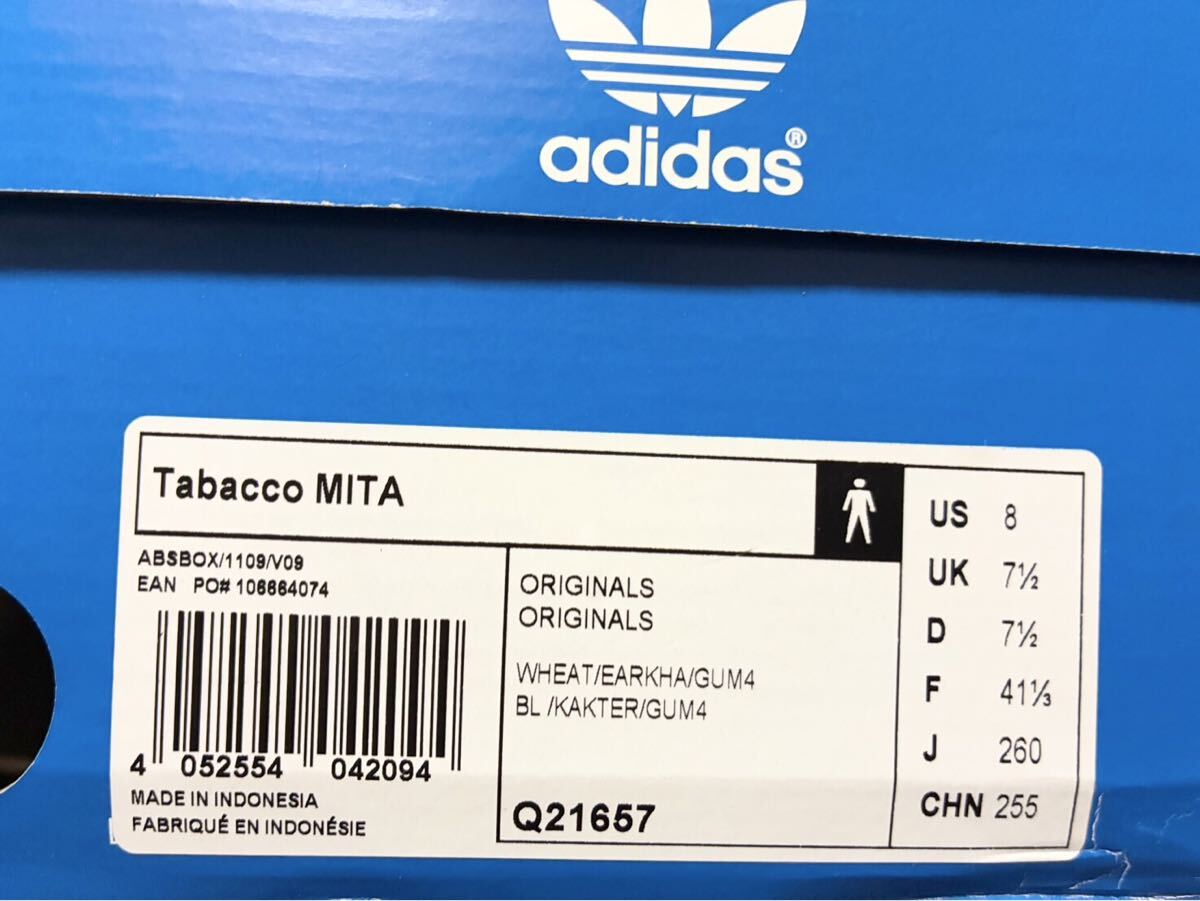 adidas®
Tabacco MITA
ABSBOX/1109/V09
EAN PO# 106664074
4 052554 042094
MADE IN INDONESIA
FABRIQUÉ EN INDONÉSIE
ORIGINALS
ORIGINALS
WHEAT/EARKHA/GUM4
BL /KAKTER/GUM4
Q21657
US 8
UK 7½
D 7½
F 41⅓
J 260
CHN 255